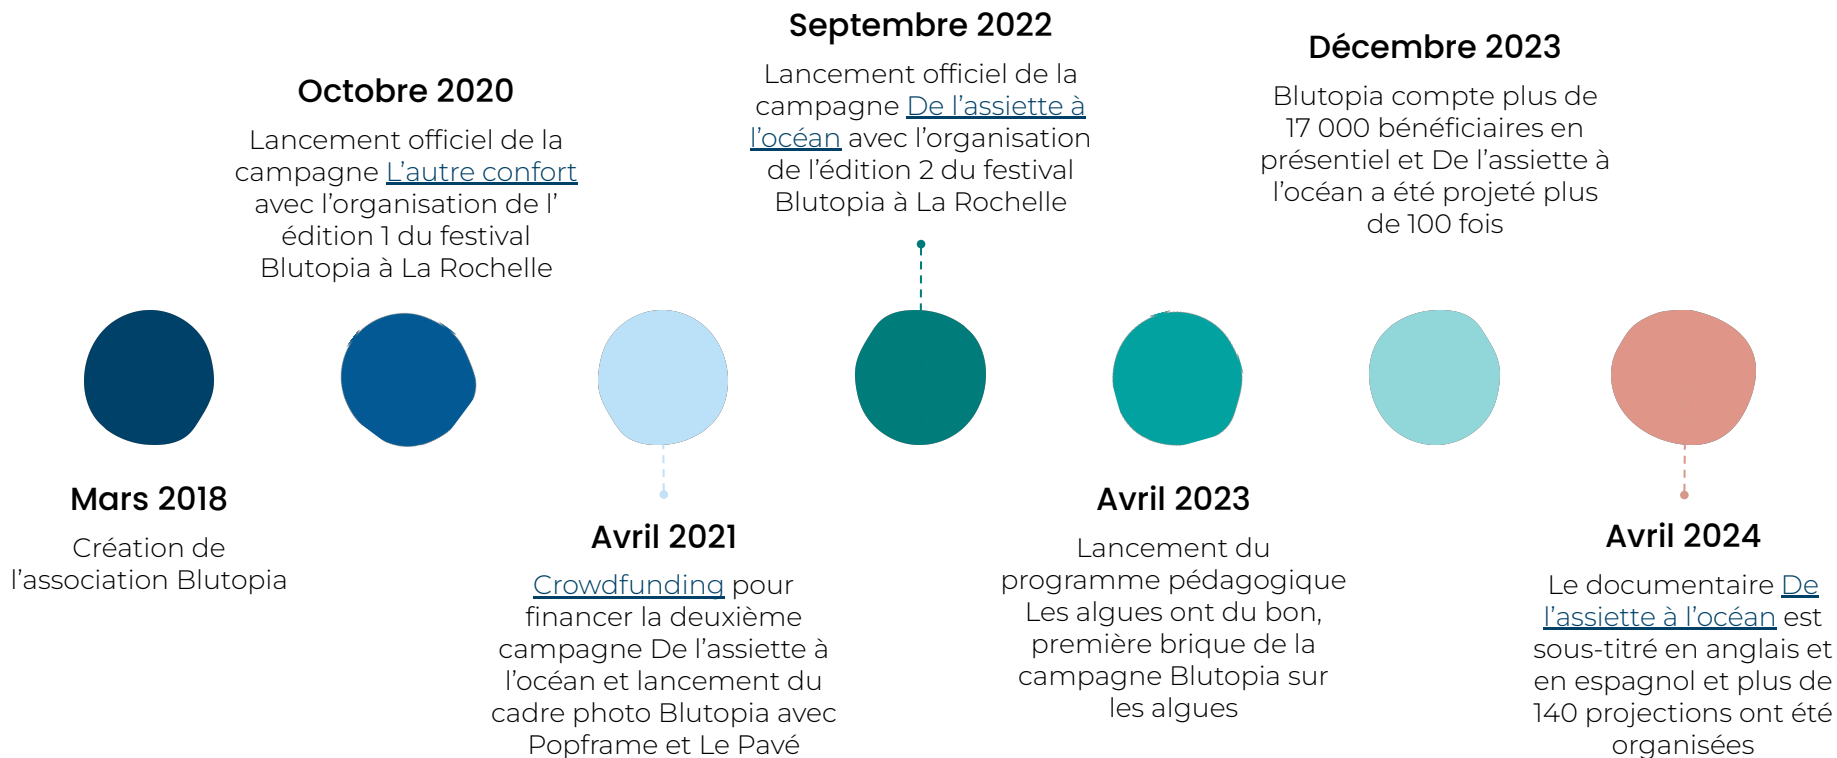 Mars 2018
Création de
l’association Blutopia
Octobre 2020
Lancement officiel de la
campagne L’autre confort
avec l’organisation de l’
édition 1 du festival
Blutopia à La Rochelle
Avril 2021
Crowdfunding pour
financer la deuxième
campagne De l’assiette à
l’océan et lancement du
cadre photo Blutopia avec
Popframe et Le Pavé
Septembre 2022
Lancement officiel de la
campagne De l’assiette à
l’océan avec l’organisation
de l’édition 2 du festival
Blutopia à La Rochelle
Avril 2023
Lancement du
programme pédagogique
Les algues ont du bon,
première brique de la
campagne Blutopia sur
les algues
Décembre 2023
Blutopia compte plus de
17 000 bénéficiaires en
présentiel et De l’assiette à
l’océan a été projeté plus
de 100 fois
Avril 2024
Le documentaire De
l’assiette à l’océan est
sous-titré en anglais et
en espagnol et plus de
140 projections ont été
organisées